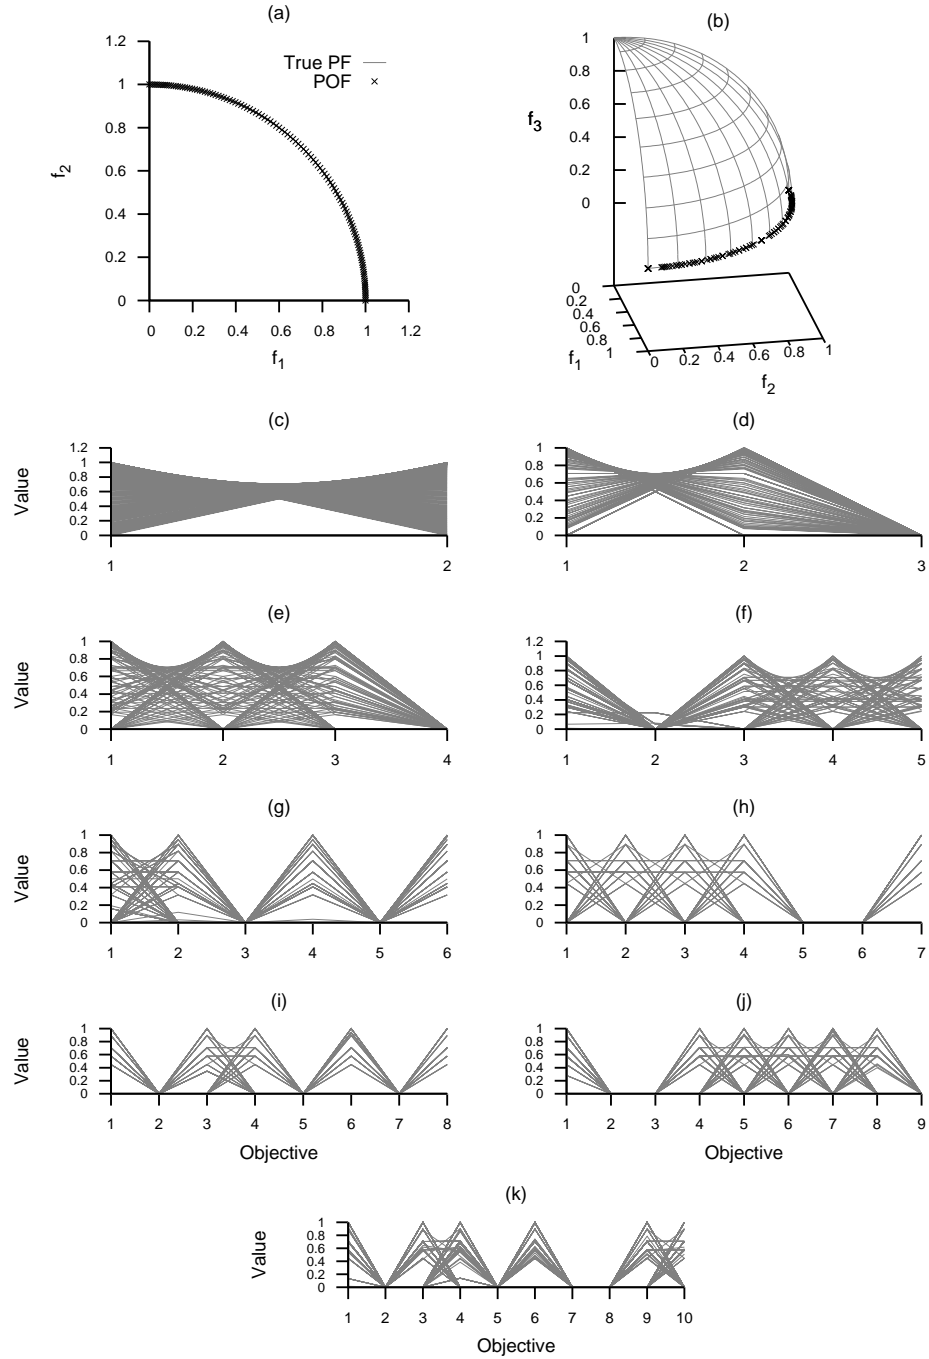 (a)
1.2
1
0.8
0.6
0.4
0.2
0
f2
0 0.2 0.4 0.6 0.8 1 1.2
f1
True PF
POF
(b)
1
0.8
0.6
0.4
0.2
0
f3
0
0.2
0.4
0.6
0.8
1
f1
0 0.2 0.4 0.6 0.8 1
f2
(c)
Value
1.2
1
0.8
0.6
0.4
0.2
0
1 2
(d)
1
0.8
0.6
0.4
0.2
0
1 2 3
(e)
Value
1
0.8
0.6
0.4
0.2
0
1 2 3 4
(f)
1.2
1
0.8
0.6
0.4
0.2
0
1 2 3 4 5
(g)
Value
1
0.8
0.6
0.4
0.2
0
1 2 3 4 5 6
(h)
1
0.8
0.6
0.4
0.2
0
1 2 3 4 5 6 7
(i)
Value
1
0.8
0.6
0.4
0.2
0
1 2 3 4 5 6 7 8
Objective
(j)
1
0.8
0.6
0.4
0.2
0
1 2 3 4 5 6 7 8 9
Objective
(k)
Value
1
0.8
0.6
0.4
0.2
0
1 2 3 4 5 6 7 8 9 10
Objective